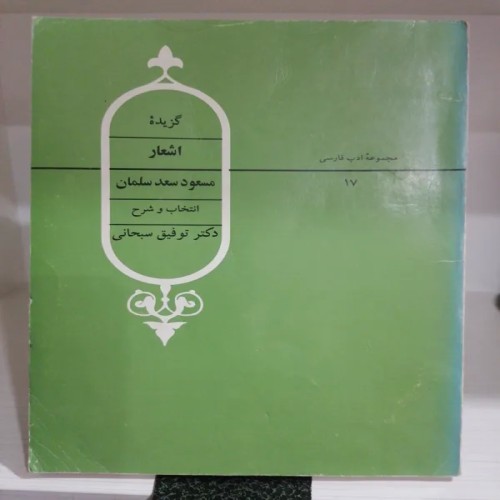 گزیدهٔ
اشعار
مسعود سعد سلمان
انتخاب و شرح
دکتر توفیق سبحانی
مجموعهٔ ادب فارسی
۱۷